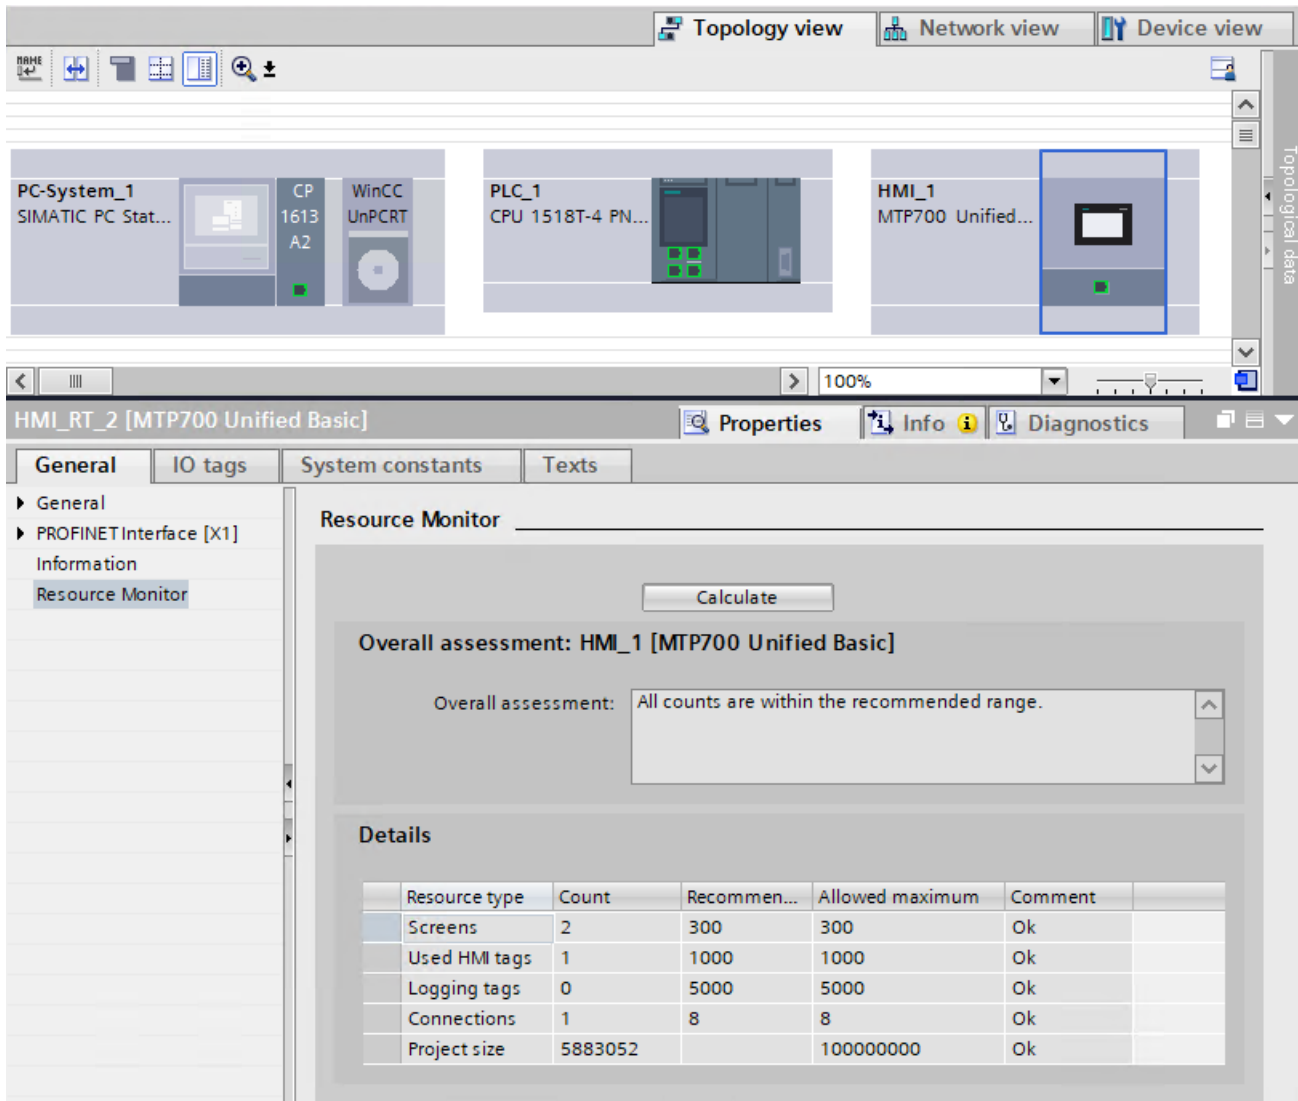 Topology view
Network view
Device view
NAME
Topological data
PC-System_1
SIMATIC PC Stat...
CP
1613
A2
WinCC
UnPCRT
PLC_1
CPU 1518T-4 PN...
HMI_1
MTP700 Unified...
100%
HMI_RT_2 [MTP700 Unified Basic]
Properties
Info
Diagnostics
General
IO tags
System constants
Texts
General
PROFINET Interface [X1]
Information
Resource Monitor
Resource Monitor
Calculate
Overall assessment: HMI_1 [MTP700 Unified Basic]
Overall assessment: All counts are within the recommended range.
Details
Resource type Count Recommen... Allowed maximum Comment
Screens 2 300 300 Ok
Used HMI tags 1 1000 1000 Ok
Logging tags 0 5000 5000 Ok
Connections 1 8 8 Ok
Project size 5883052 100000000 Ok